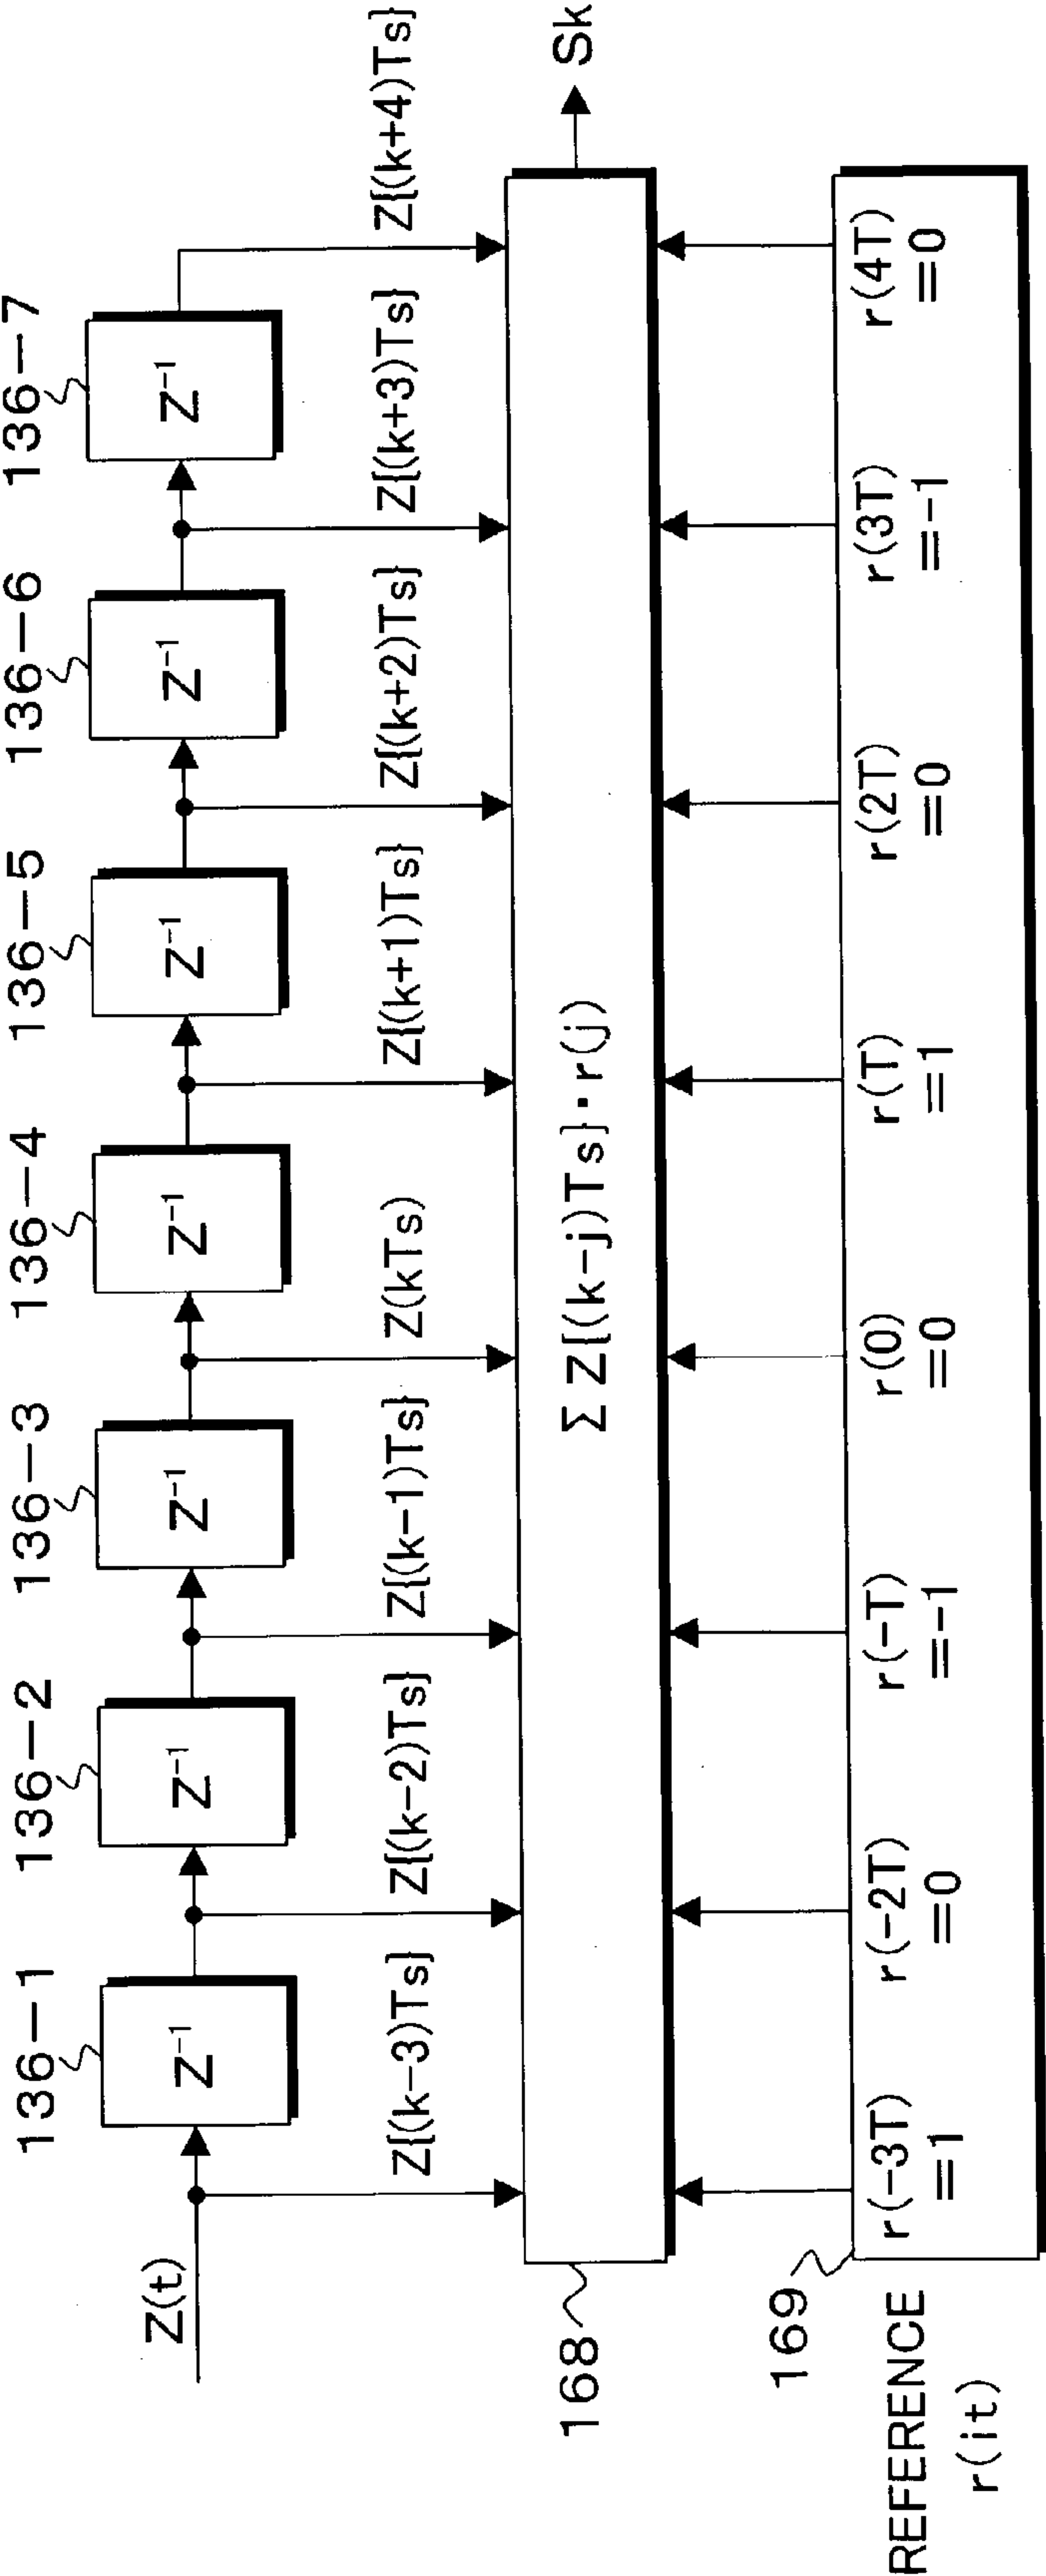 136-1
136-2
136-3
136-4
136-5
136-6
136-7
Z(t)
Z⁻¹
Z⁻¹
Z⁻¹
Z⁻¹
Z⁻¹
Z⁻¹
Z⁻¹
Z{(k-3)Ts}
Z{(k-2)Ts}
Z{(k-1)Ts}
Z(kTs)
Z{(k+1)Ts}
Z{(k+2)Ts}
Z{(k+3)Ts}
Z{(k+4)Ts}
168
Σ Z{(k-j)Ts}・r(j)
Sk
169
REFERENCE
r(it)
r(-3T)
=1
r(-2T)
=0
r(-T)
=-1
r(0)
=0
r(T)
=1
r(2T)
=0
r(3T)
=-1
r(4T)
=0